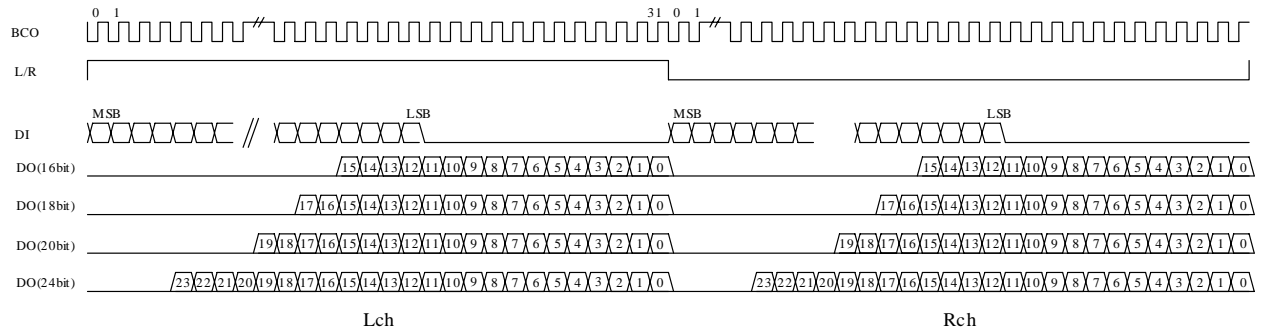 0 1 31 0 1
BCO
L/R
MSB LSB MSB LSB
DI
DO(16bit) 15 14 13 12 11 10 9 8 7 6 5 4 3 2 1 0 15 14 13 12 11 10 9 8 7 6 5 4 3 2 1 0
DO(18bit) 17 16 15 14 13 12 11 10 9 8 7 6 5 4 3 2 1 0 17 16 15 14 13 12 11 10 9 8 7 6 5 4 3 2 1 0
DO(20bit) 19 18 17 16 15 14 13 12 11 10 9 8 7 6 5 4 3 2 1 0 19 18 17 16 15 14 13 12 11 10 9 8 7 6 5 4 3 2 1 0
DO(24bit) 23 22 21 20 19 18 17 16 15 14 13 12 11 10 9 8 7 6 5 4 3 2 1 0 23 22 21 20 19 18 17 16 15 14 13 12 11 10 9 8 7 6 5 4 3 2 1 0
Lch Rch